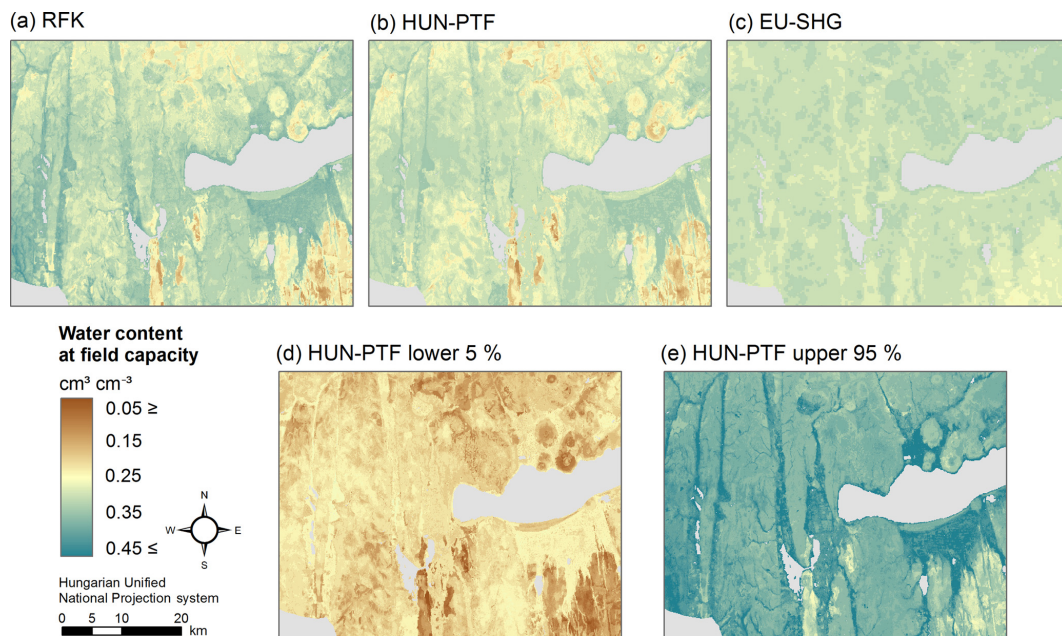 (a) RFK
(b) HUN-PTF
(c) EU-SHG
Water content
at field capacity
cm³ cm⁻³
0.05 ≥
0.15
0.25
0.35
0.45 ≤
N
W
E
S
Hungarian Unified
National Projection system
0 5 10 20
km
(d) HUN-PTF lower 5 %
(e) HUN-PTF upper 95 %